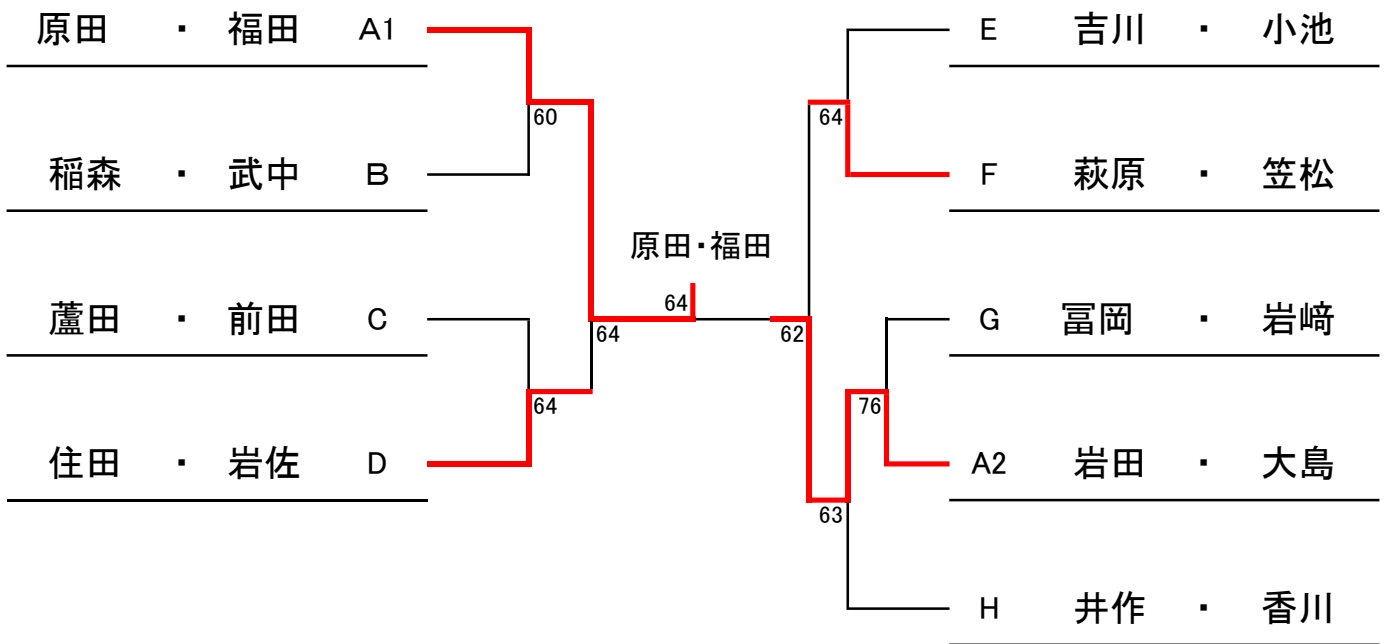 原田 ・ 福田 A1
60
稲森 ・ 武中 B
蘆田 ・ 前田 C
64
住田 ・ 岩佐 D
64
原田・福田
64
62
E 吉川 ・ 小池
64
F 萩原 ・ 笠松
G 冨岡 ・ 岩﨑
76
A2 岩田 ・ 大島
63
H 井作 ・ 香川